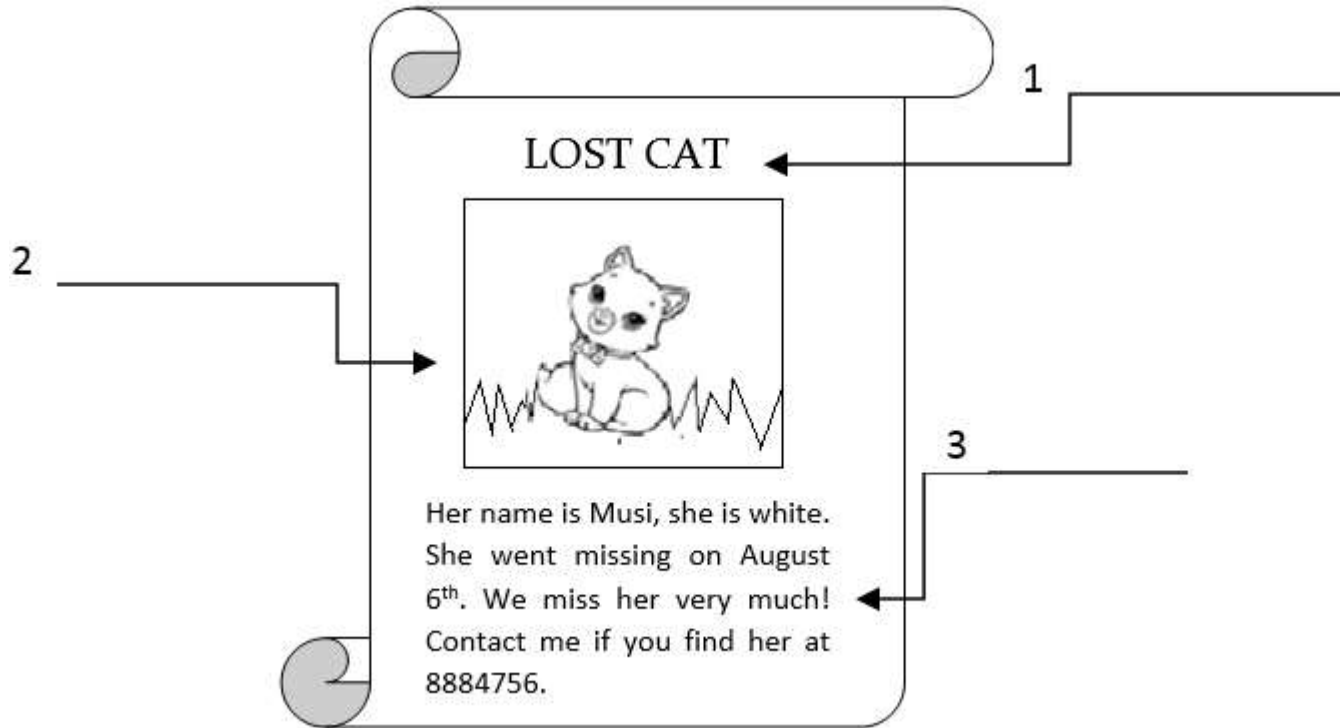 1
LOST CAT
2
3
Her name is Musi, she is white.
She went missing on August
6th. We miss her very much!
Contact me if you find her at
8884756.